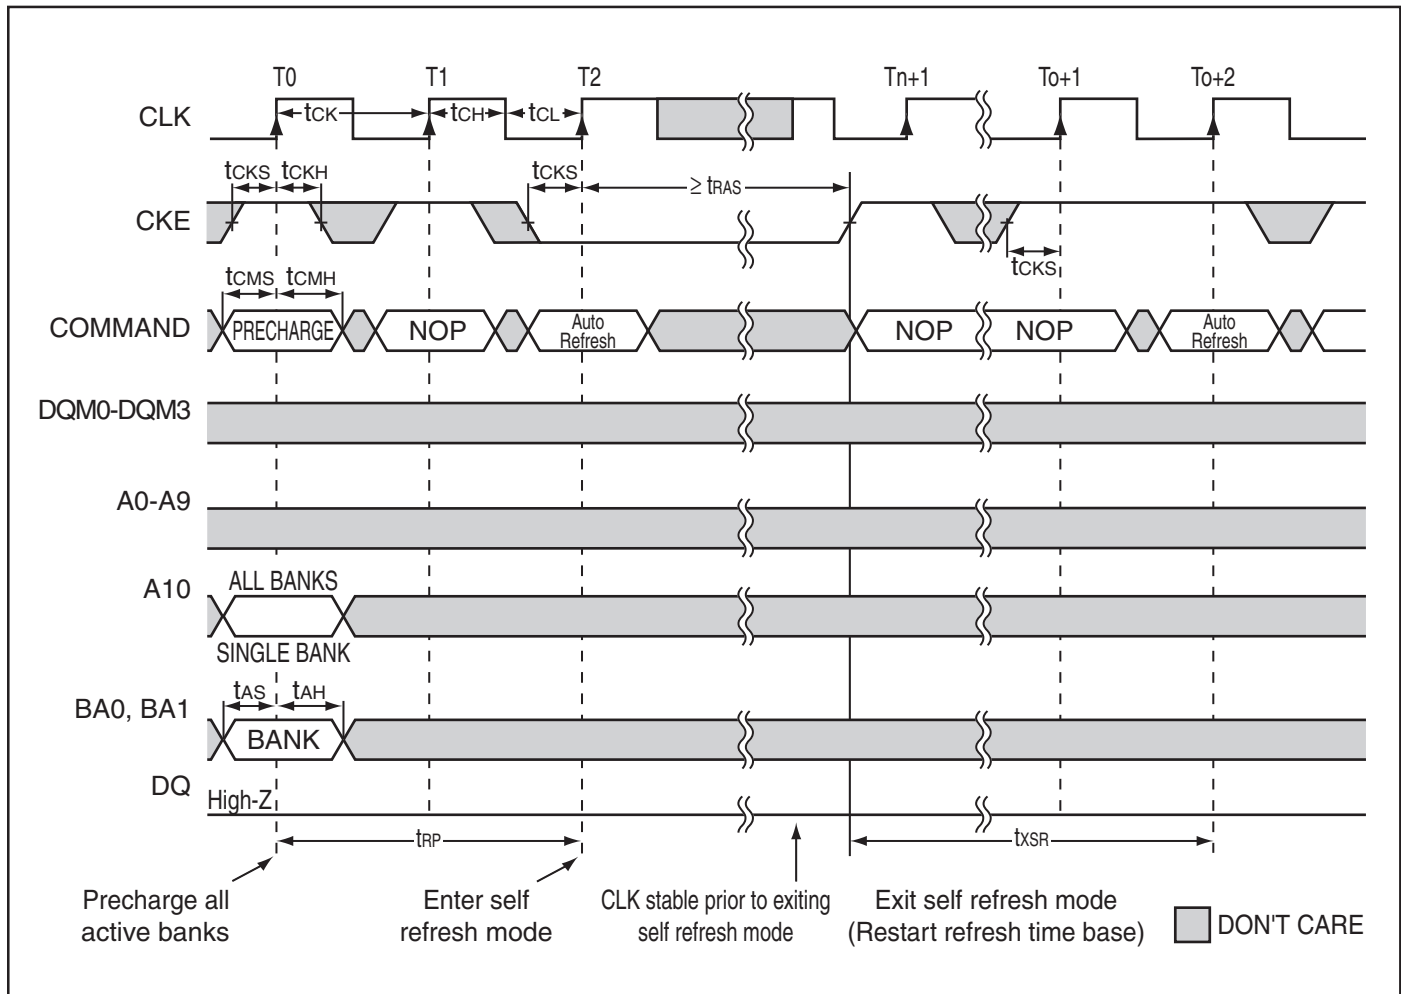 T0 T1 T2 Tn+1 To+1 To+2
CLK tCK tCH tCL
tCKS tCKH tCKS ≥ tRAS
CKE
tCKS
tCMS tCMH
COMMAND PRECHARGE NOP Auto Refresh NOP NOP Auto Refresh
DQM0-DQM3
A0-A9
A10 ALL BANKS
SINGLE BANK
tAS tAH
BA0, BA1 BANK
DQ
High-Z
tRP tXSR
Precharge all
active banks
Enter self
refresh mode
CLK stable prior to exiting
self refresh mode
Exit self refresh mode
(Restart refresh time base)
DON'T CARE